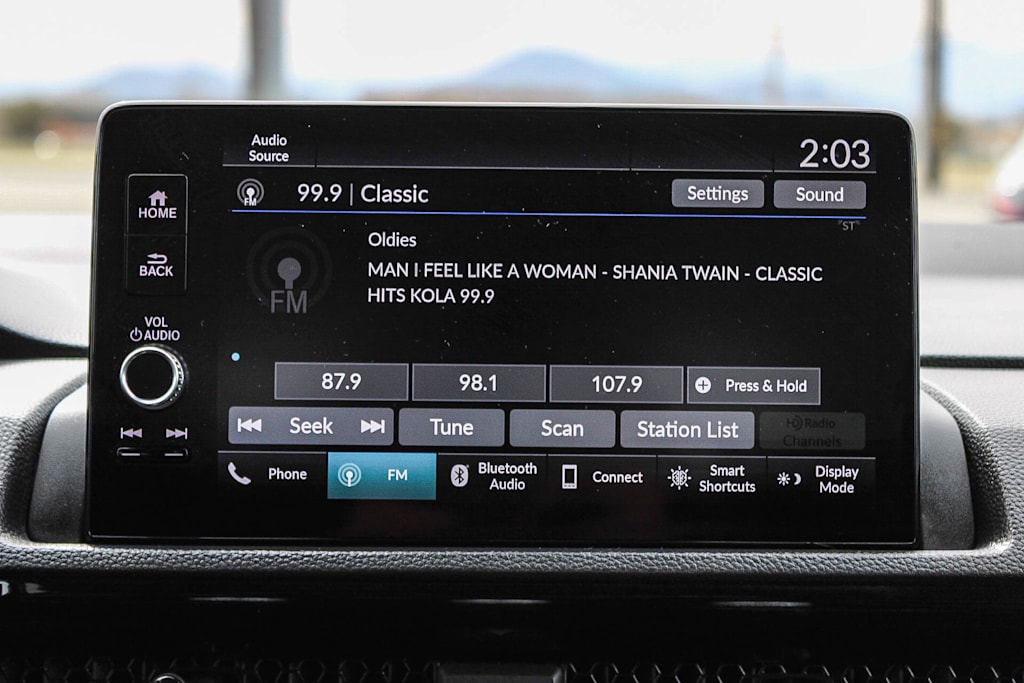 Audio
Source
2:03
HOME
FM
99.9 | Classic
Settings
Sound
"ST"
BACK
Oldies
MAN I FEEL LIKE A WOMAN - SHANIA TWAIN - CLASSIC
HITS KOLA 99.9
FM
VOL
AUDIO
87.9
98.1
107.9
Press & Hold
Seek
Tune
Scan
Station List
HD Radio
Channels
Phone
FM
Bluetooth
Audio
Connect
Smart
Shortcuts
Display
Mode